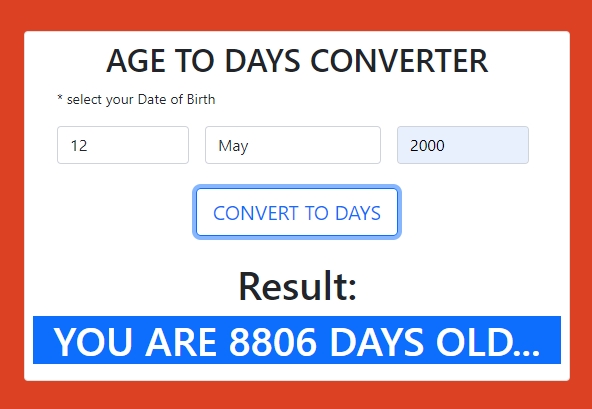 AGE TO DAYS CONVERTER
* select your Date of Birth
12 May 2000
CONVERT TO DAYS
Result:
YOU ARE 8806 DAYS OLD...